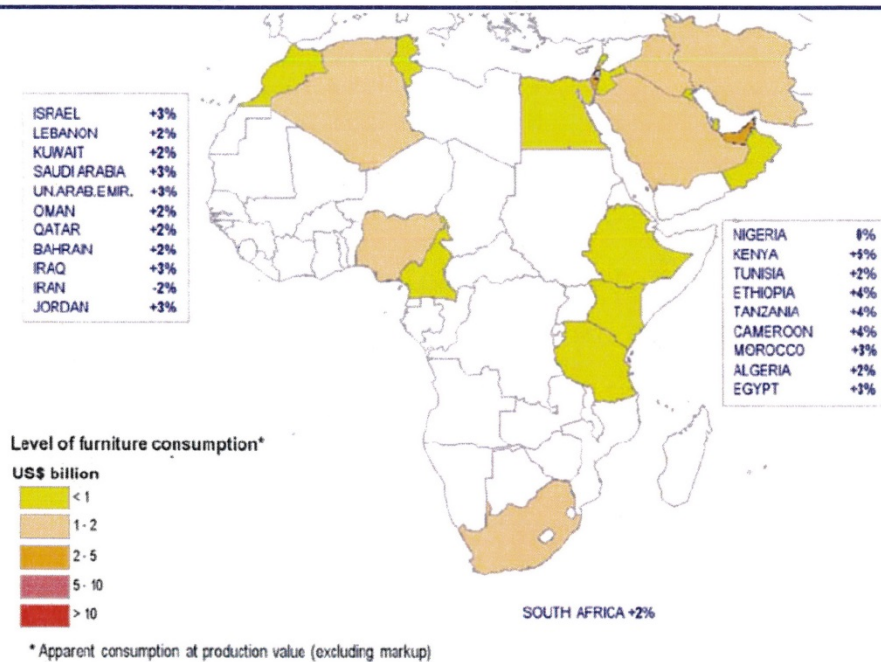 ISRAEL +3%
LEBANON +2%
KUWAIT +2%
SAUDI ARABIA +3%
UN.ARAB.EMIR. +3%
OMAN +2%
QATAR +2%
BAHRAIN +2%
IRAQ +3%
IRAN -2%
JORDAN +3%
NIGERIA 0%
KENYA +5%
TUNISIA +2%
ETHIOPIA +4%
TANZANIA +4%
CAMEROON +4%
MOROCCO +3%
ALGERIA +2%
EGYPT +3%
Level of furniture consumption*
US$ billion
< 1
1 - 2
2 - 5
5 - 10
> 10
SOUTH AFRICA +2%
* Apparent consumption at production value (excluding markup)